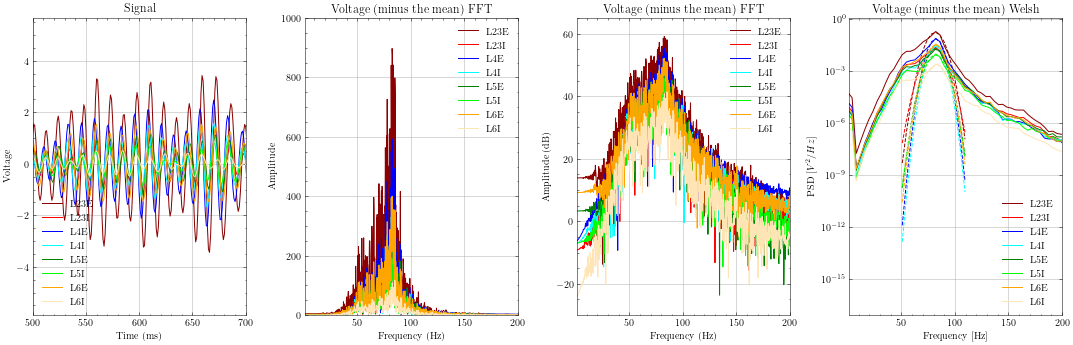 Signal
Voltage
4
2
0
−2
−4
500
550
600
650
700
Time (ms)
L23E
L23I
L4E
L4I
L5E
L5I
L6E
L6I
Voltage (minus the mean) FFT
Amplitude
1000
800
600
400
200
0
50
100
150
200
Frequency (Hz)
L23E
L23I
L4E
L4I
L5E
L5I
L6E
L6I
Voltage (minus the mean) FFT
Amplitude (dB)
60
40
20
0
−20
50
100
150
200
Frequency (Hz)
L23E
L23I
L4E
L4I
L5E
L5I
L6E
L6I
Voltage (minus the mean) Welsh
PSD [V²/Hz]
10⁰
10⁻³
10⁻⁶
10⁻⁹
10⁻¹²
10⁻¹⁵
50
100
150
200
Frequency [Hz]
L23E
L23I
L4E
L4I
L5E
L5I
L6E
L6I